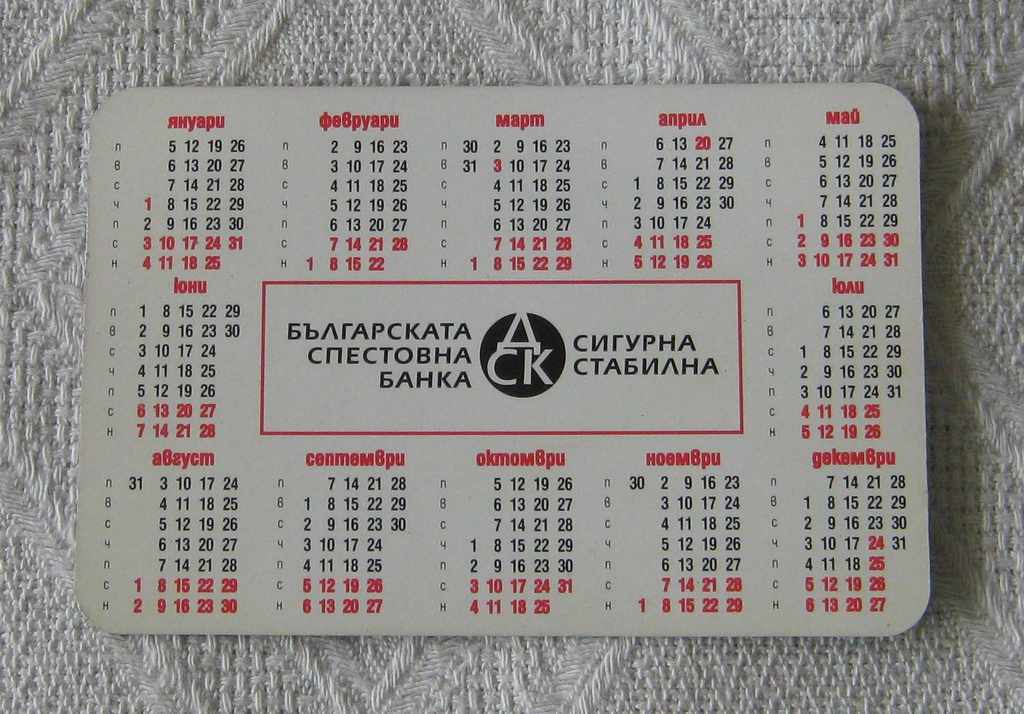 януари февруари март април май
п 5 12 19 26 п 2 9 16 23 п 30 2 9 16 23 п 6 13 20 27 п 4 11 18 25
в 6 13 20 27 в 3 10 17 24 в 31 3 10 17 24 в 7 14 21 28 в 5 12 19 26
с 7 14 21 28 с 4 11 18 25 с 4 11 18 25 с 1 8 15 22 29 с 6 13 20 27
ч 1 8 15 22 29 ч 5 12 19 26 ч 5 12 19 26 ч 2 9 16 23 30 ч 7 14 21 28
п 2 9 16 23 30 п 6 13 20 27 п 6 13 20 27 п 3 10 17 24 п 1 8 15 22 29
с 3 10 17 24 31 с 7 14 21 28 с 7 14 21 28 с 4 11 18 25 с 2 9 16 23 30
н 4 11 18 25 н 1 8 15 22 н 1 8 15 22 29 н 5 12 19 26 н 3 10 17 24 31
юни юли
п 1 8 15 22 29 п 6 13 20 27
в 2 9 16 23 30 в 7 14 21 28
с 3 10 17 24 с 1 8 15 22 29
ч 4 11 18 25 ч 2 9 16 23 30
п 5 12 19 26 п 3 10 17 24 31
с 6 13 20 27 с 4 11 18 25
н 7 14 21 28 н 5 12 19 26
БЪЛГАРСКАТА
СПЕСТОВНА
БАНКА
ДСК
СИГУРНА
СТАБИЛНА
август септември октомври ноември декември
п 31 3 10 17 24 п 7 14 21 28 п 5 12 19 26 п 30 2 9 16 23 п 7 14 21 28
в 4 11 18 25 в 1 8 15 22 29 в 6 13 20 27 в 3 10 17 24 в 1 8 15 22 29
с 5 12 19 26 с 2 9 16 23 30 с 7 14 21 28 с 4 11 18 25 с 2 9 16 23 30
ч 6 13 20 27 ч 3 10 17 24 ч 1 8 15 22 29 ч 5 12 19 26 ч 3 10 17 24 31
п 7 14 21 28 п 4 11 18 25 п 2 9 16 23 30 п 6 13 20 27 п 4 11 18 25
с 1 8 15 22 29 с 5 12 19 26 с 3 10 17 24 31 с 7 14 21 28 с 5 12 19 26
н 2 9 16 23 30 н 6 13 20 27 н 4 11 18 25 н 1 8 15 22 29 н 6 13 20 27